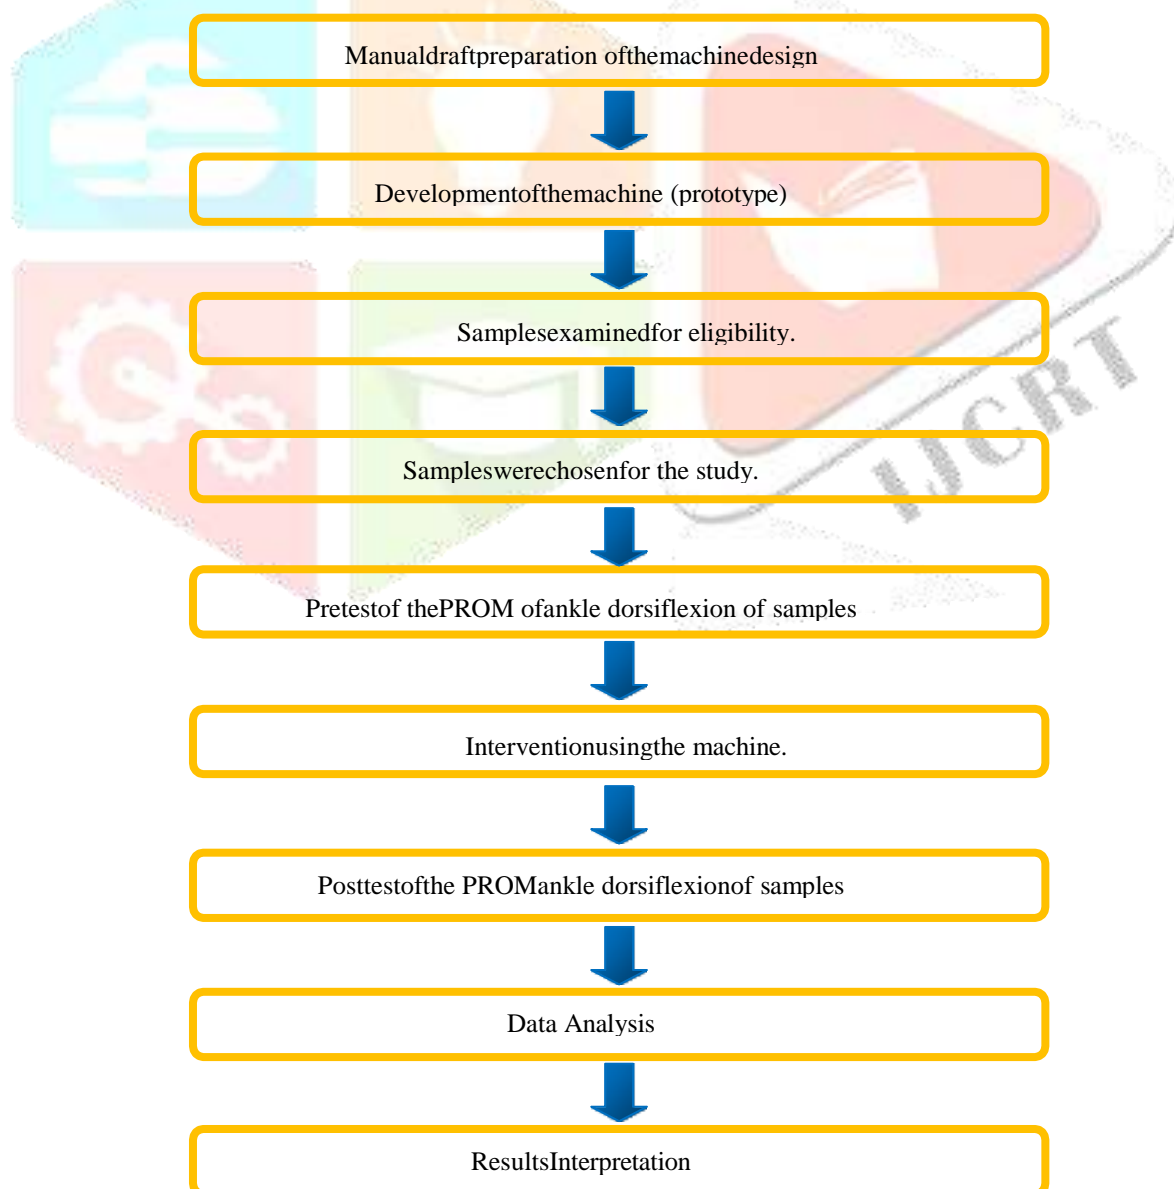 Manualdraftpreparation ofthemachinedesign
Developmentofthemachine (prototype)
Samplesexaminedfor eligibility.
Sampleswerechosenfor the study.
IJCRT
Pretestof thePROM ofankle dorsiflexion of samples
Interventionusingthe machine.
Posttestofthe PROMankle dorsiflexionof samples
Data Analysis
ResultsInterpretation